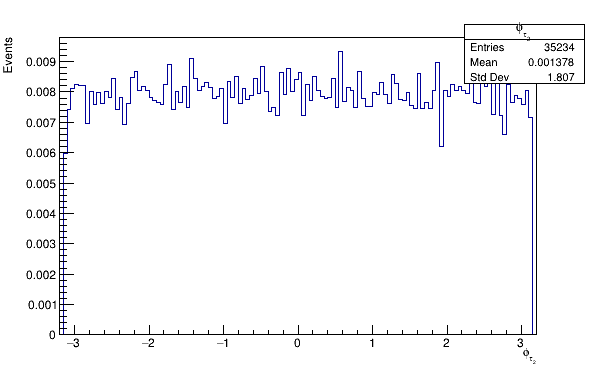 ϕτ2
Entries 35234
Mean 0.001378
Std Dev 1.807
Events
0.009
0.008
0.007
0.006
0.005
0.004
0.003
0.002
0.001
0
−3 −2 −1 0 1 2 3
ϕτ2